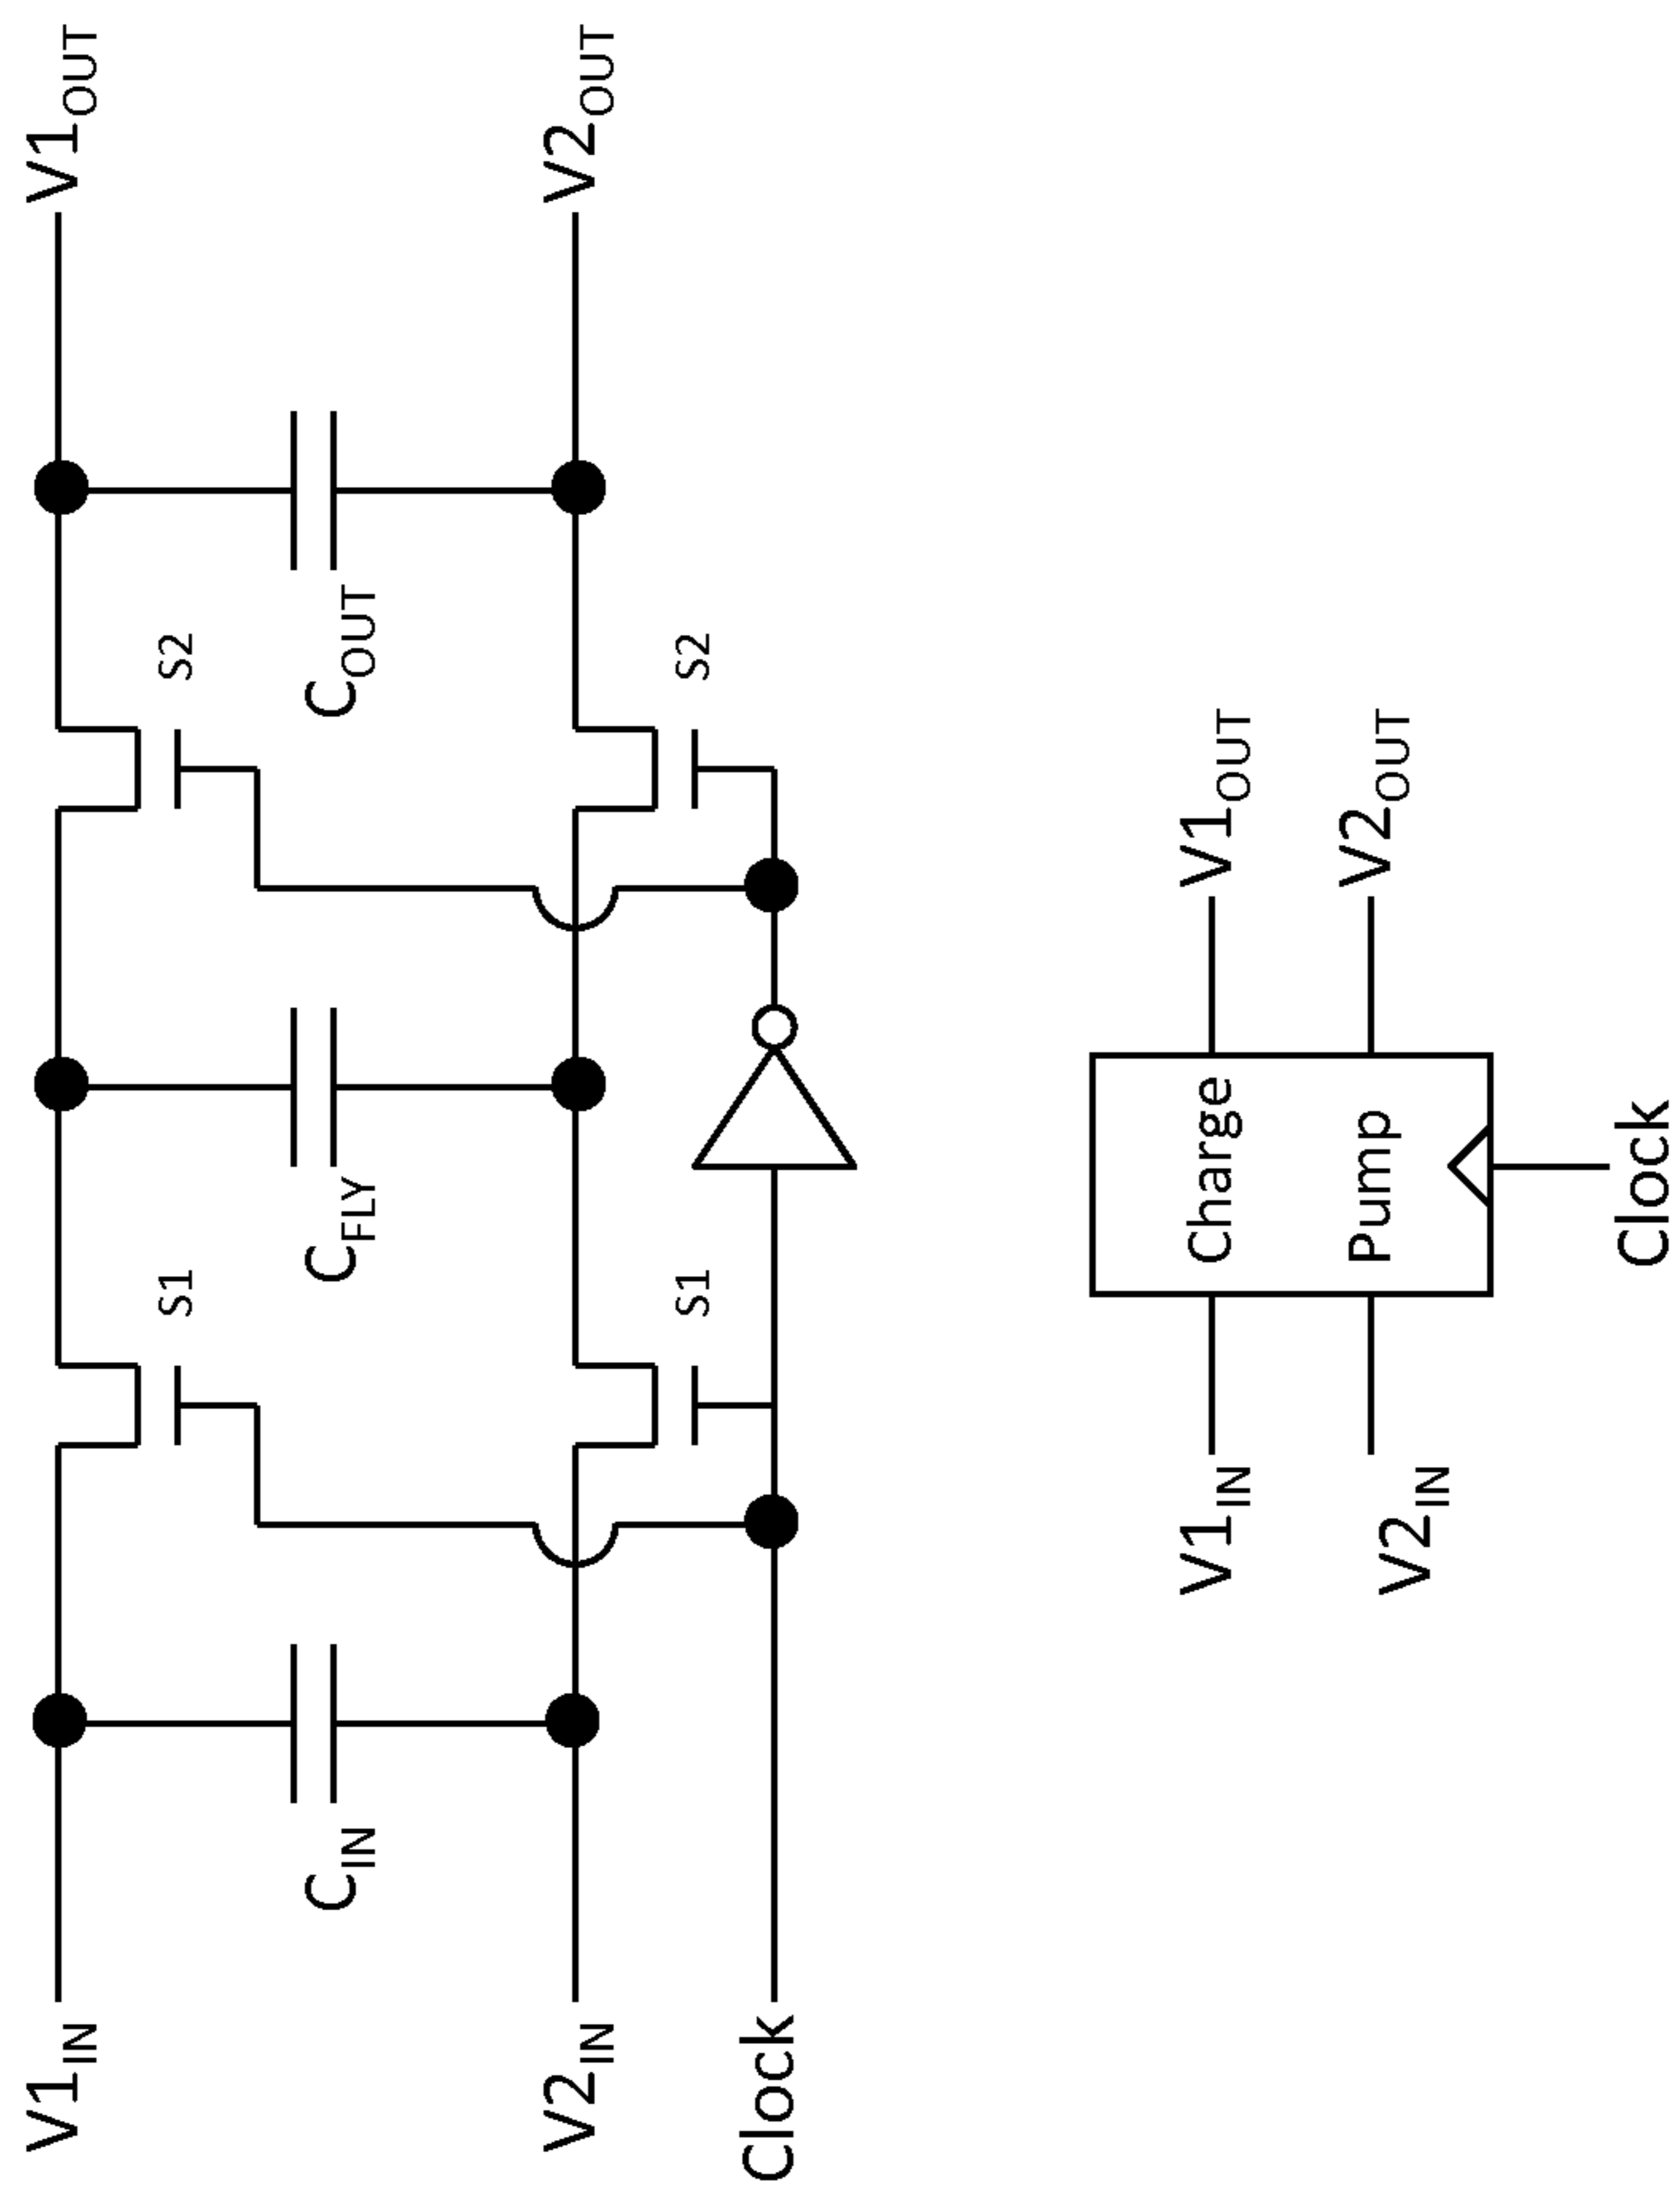 V1IN
V1OUT
S1
S2
CIN
CFLY
COUT
V2IN
V2OUT
S1
S2
Clock
V1IN
Charge
V1OUT
V2IN
Pump
V2OUT
Clock